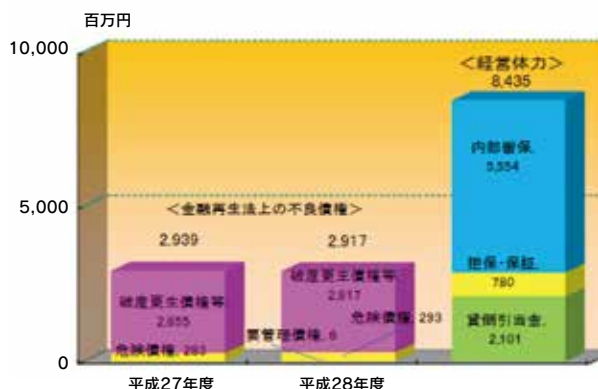 百万円
10,000
5,000
0
＜経営体力＞
8,435
内部留保,
5,554
担保・保証,
780
貸倒引当金,
2,101
＜金融再生法上の不良債権＞
2,939
破産更生債権等,
2,655
危険債権, 283
2,917
破産更生債権等,
2,617
要管理債権, 6
危険債権, 293
平成27年度
平成28年度